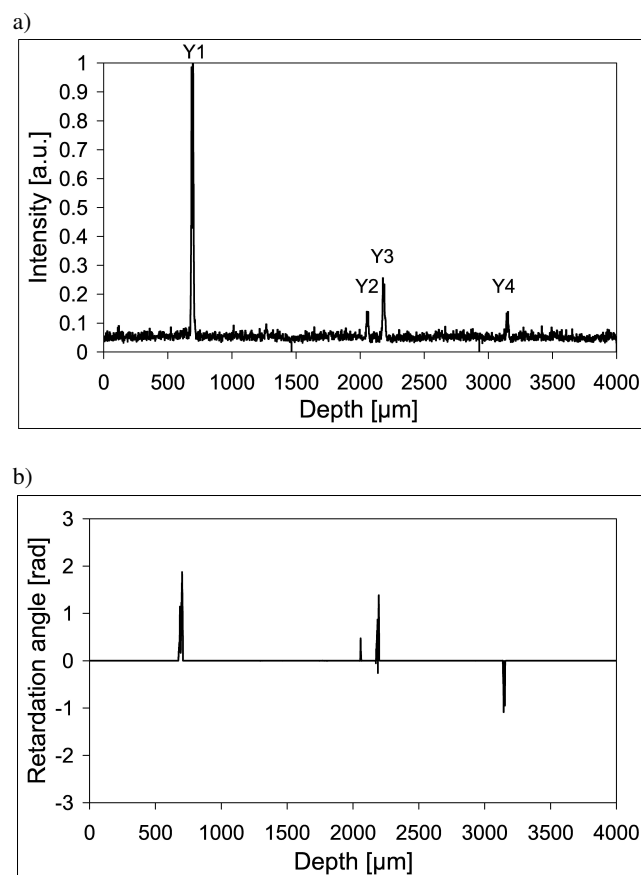 a)
Y1
1
0.9
0.8
0.7
0.6
0.5
0.4
0.3
0.2
0.1
0
Intensity [a.u.]
Y2
Y3
Y4
0 500 1000 1500 2000 2500 3000 3500 4000
Depth [µm]
b)
3
2
1
0
-1
-2
-3
Retardation angle [rad]
0 500 1000 1500 2000 2500 3000 3500 4000
Depth [µm]